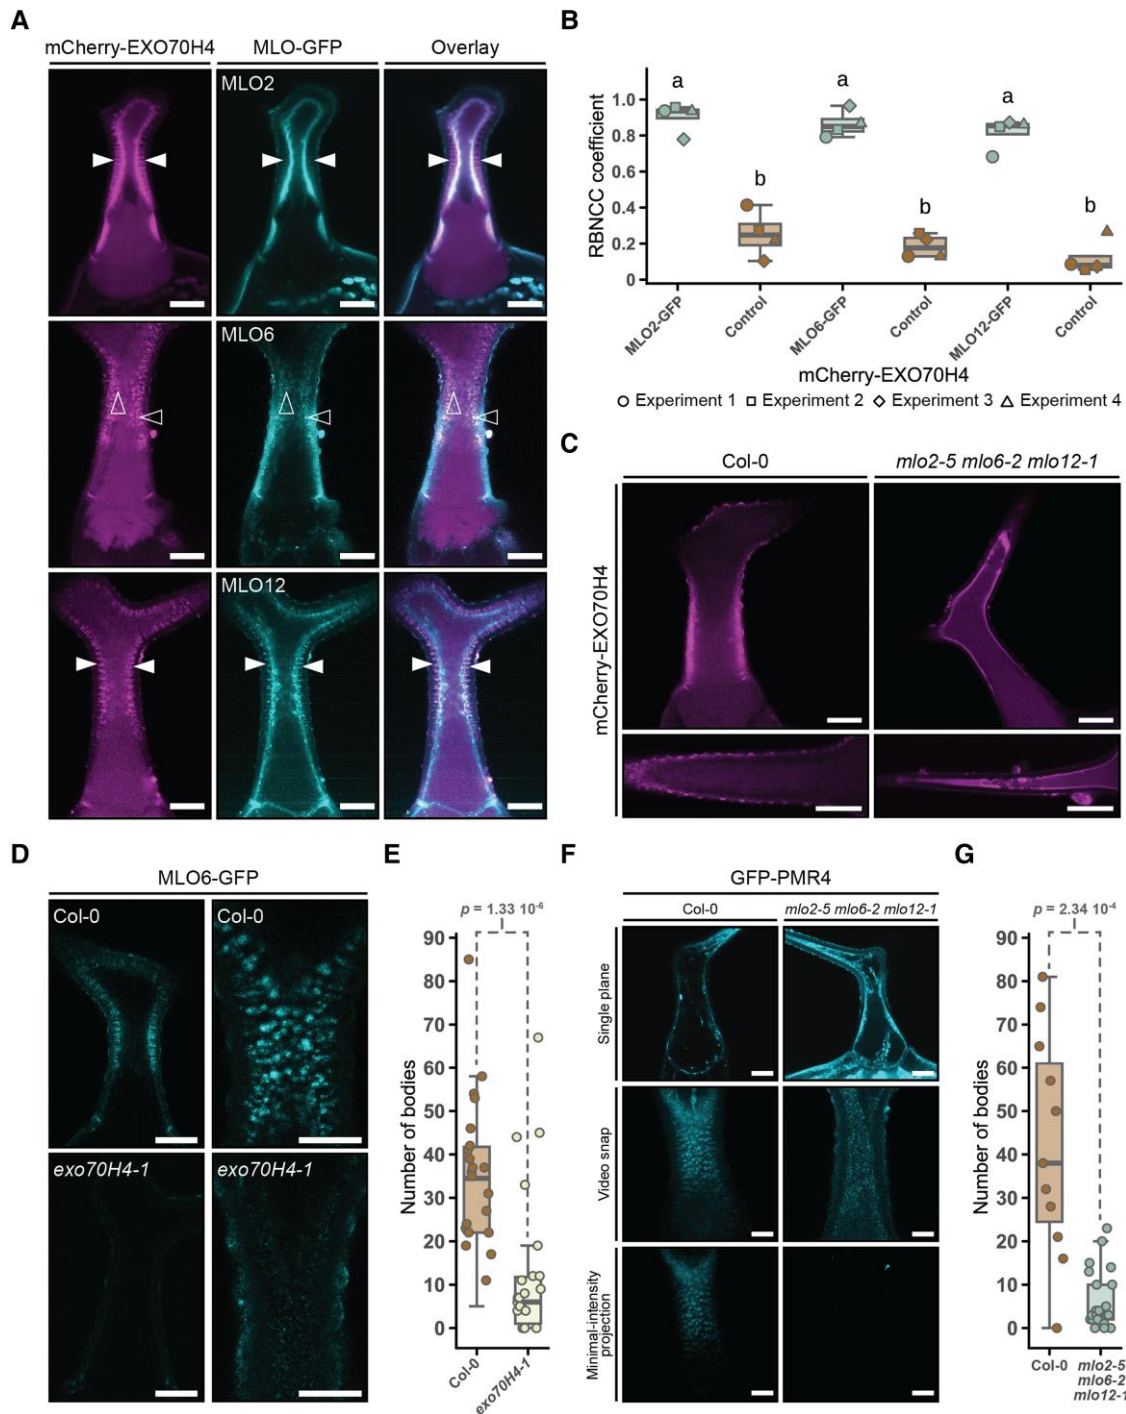 A
mCherry-EXO70H4 MLO-GFP Overlay
MLO2
MLO6
MLO12
B
RBNCC coefficient
1.0
0.8
0.6
0.4
0.2
0
a
b
a
b
a
b
MLO2-GFP
Control
MLO6-GFP
Control
MLO12-GFP
Control
mCherry-EXO70H4
Experiment 1 Experiment 2 Experiment 3 Experiment 4
C
Col-0 mlo2-5 mlo6-2 mlo12-1
mCherry-EXO70H4
D
MLO6-GFP
Col-0 Col-0
exo70H4-1 exo70H4-1
E
p = 1.33 10-6
Number of bodies
90
80
70
60
50
40
30
20
10
0
Col-0
exo70H4-1
F
GFP-PMR4
Col-0 mlo2-5 mlo6-2 mlo12-1
Single plane
Video snap
Minimal-intensity
projection
G
p = 2.34 10-4
Number of bodies
90
80
70
60
50
40
30
20
10
0
Col-0 mlo2-5
mlo6-2
mlo12-1